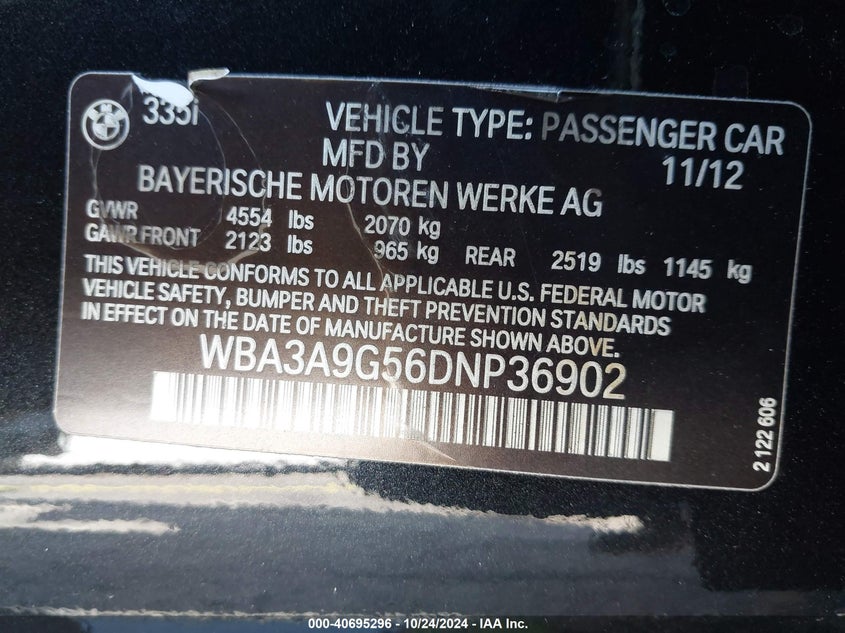 335i VEHICLE TYPE: PASSENGER CAR
MFD BY 11/12
BAYERISCHE MOTOREN WERKE AG
GVWR 4554 lbs 2070 kg
GAWR FRONT 2123 lbs 965 kg REAR 2519 lbs 1145 kg
THIS VEHICLE CONFORMS TO ALL APPLICABLE U.S. FEDERAL MOTOR
VEHICLE SAFETY, BUMPER AND THEFT PREVENTION STANDARDS
IN EFFECT ON THE DATE OF MANUFACTURE SHOWN ABOVE.
WBA3A9G56DNP36902
2 122 606
000-40695296 - 10/24/2024 - IAA Inc.